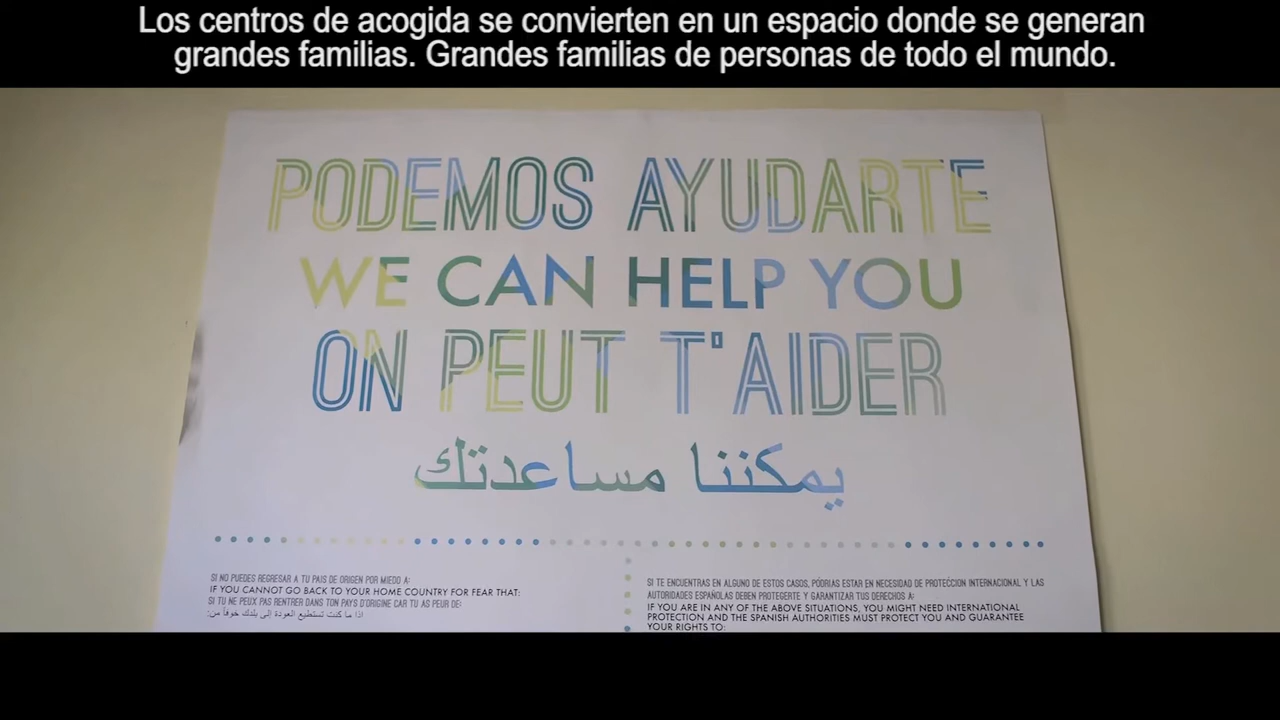 Los centros de acogida se convierten en un espacio donde se generan
grandes familias. Grandes familias de personas de todo el mundo.
PODEMOS AYUDARTE
WE CAN HELP YOU
ON PEUT T'AIDER
يمكننا مساعدتك
SI NO PUEDES REGRESAR A TU PAIS DE ORIGEN POR MIEDO A:
IF YOU CANNOT GO BACK TO YOUR HOME COUNTRY FOR FEAR THAT:
SI TU NE PEUX PAS RENTRER DANS TON PAYS D'ORIGINE CAR TU AS PEUR DE:
اذا ما كنت تستطيع العودة إلى بلدك خوفاً من:
SI TE ENCUENTRAS EN ALGUNO DE ESTOS CASOS, PODRIAS ESTAR EN NECESIDAD DE PROTECCION INTERNACIONAL Y LAS
AUTORIDADES ESPAÑOLAS DEBEN PROTEGERTE Y GARANTIZAR TUS DERECHOS A:
IF YOU ARE IN ANY OF THE ABOVE SITUATIONS, YOU MIGHT NEED INTERNATIONAL
PROTECTION AND THE SPANISH AUTHORITIES MUST PROTECT YOU AND GUARANTEE
YOUR RIGHTS TO: